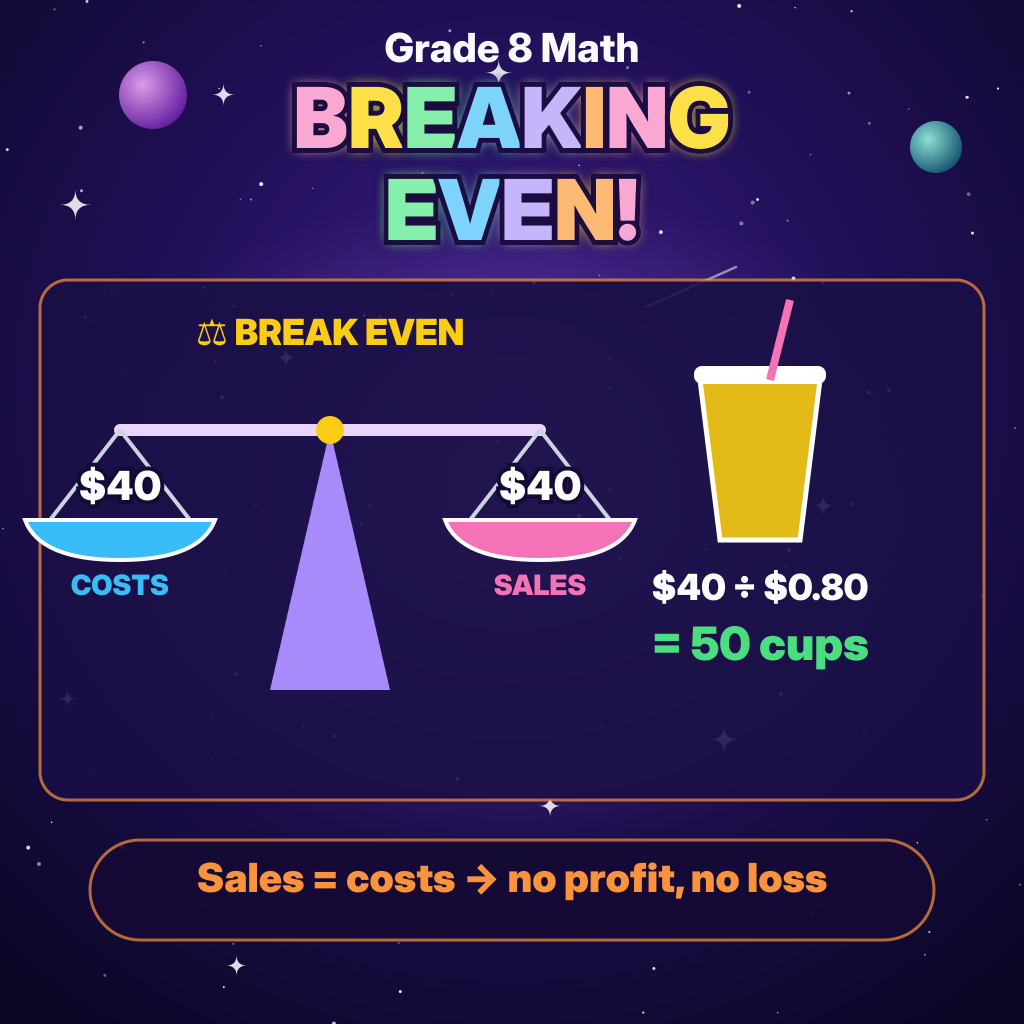 Grade 8 Math
BREAKING
EVEN!
⚖ BREAK EVEN
$40
$40
COSTS
SALES
$40 ÷ $0.80
= 50 cups
Sales = costs → no profit, no loss